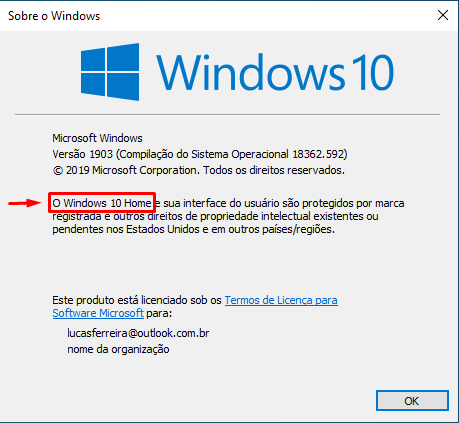 Sobre o Windows
Windows 10
Microsoft Windows
Versão 1903 (Compilação do Sistema Operacional 18362.592)
© 2019 Microsoft Corporation. Todos os direitos reservados.
O Windows 10 Home e sua interface do usuário são protegidos por marca
registrada e outros direitos de propriedade intelectual existentes ou
pendentes nos Estados Unidos e em outros países/regiões.
Este produto está licenciado sob os Termos de Licença para
Software Microsoft para:
lucasferreira@outlook.com.br
nome da organização
OK